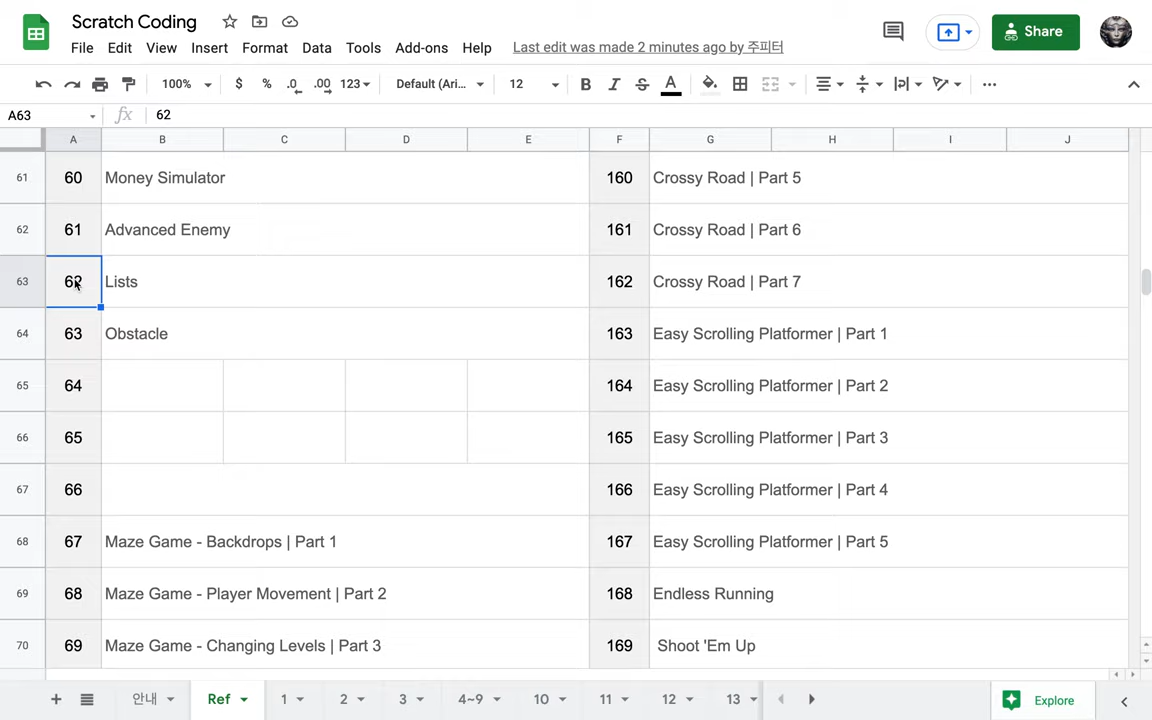 Scratch Coding
File Edit View Insert Format Data Tools Add-ons Help Last edit was made 2 minutes ago by 주피터
Share
100% $ % .0 .00 123 Default (Ari... 12 B I S A
A63 fx 62
A B C D E F G H I J
61 60 Money Simulator 160 Crossy Road | Part 5
62 61 Advanced Enemy 161 Crossy Road | Part 6
63 62 Lists 162 Crossy Road | Part 7
64 63 Obstacle 163 Easy Scrolling Platformer | Part 1
65 64 164 Easy Scrolling Platformer | Part 2
66 65 165 Easy Scrolling Platformer | Part 3
67 66 166 Easy Scrolling Platformer | Part 4
68 67 Maze Game - Backdrops | Part 1 167 Easy Scrolling Platformer | Part 5
69 68 Maze Game - Player Movement | Part 2 168 Endless Running
70 69 Maze Game - Changing Levels | Part 3 169 Shoot 'Em Up
안내 Ref 1 2 3 4~9 10 11 12 13 Explore